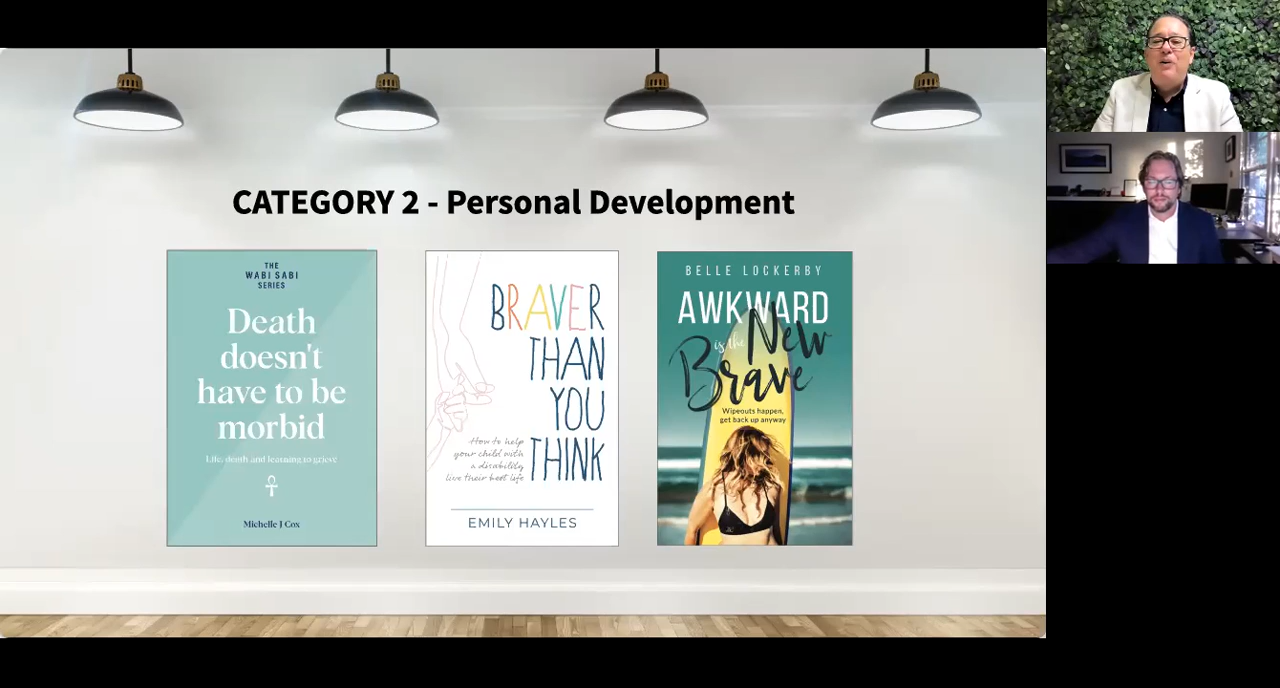 CATEGORY 2 - Personal Development
THE
WABI SABI
SERIES
Death
doesn't
have to be
morbid
Life, death and learning to grieve
Michelle J Cox
BRAVER
THAN
YOU
THINK
How to help
your child with
a disability
live their best life
EMILY HAYLES
BELLE LOCKERBY
AWKWARD
is the New
Brave
Wipeouts happen,
get back up anyway